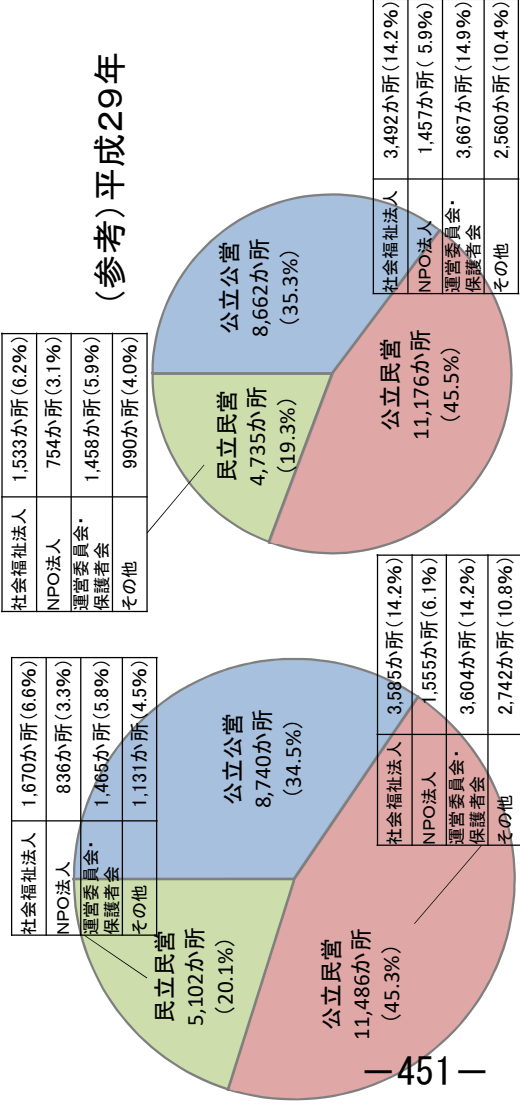 (参考)平成29年
社会福祉法人 1,670か所(6.6%)
NPO法人 836か所(3.3%)
運営委員会・
保護者会 1,465か所(5.8%)
その他 1,131か所(4.5%)
民立民営
5,102か所
(20.1%)
公立公営
8,740か所
(34.5%)
公立民営
11,486か所
(45.3%)
社会福祉法人 3,585か所(14.2%)
NPO法人 1,555か所(6.1%)
運営委員会・
保護者会 3,604か所(14.2%)
その他 2,742か所(10.8%)
社会福祉法人 1,533か所(6.2%)
NPO法人 754か所(3.1%)
運営委員会・
保護者会 1,458か所(5.9%)
その他 990か所(4.0%)
民立民営
4,735か所
(19.3%)
公立公営
8,662か所
(35.3%)
公立民営
11,176か所
(45.5%)
社会福祉法人 3,492か所(14.2%)
NPO法人 1,457か所( 5.9%)
運営委員会・
保護者会 3,667か所(14.9%)
その他 2,560か所(10.4%)
—451—